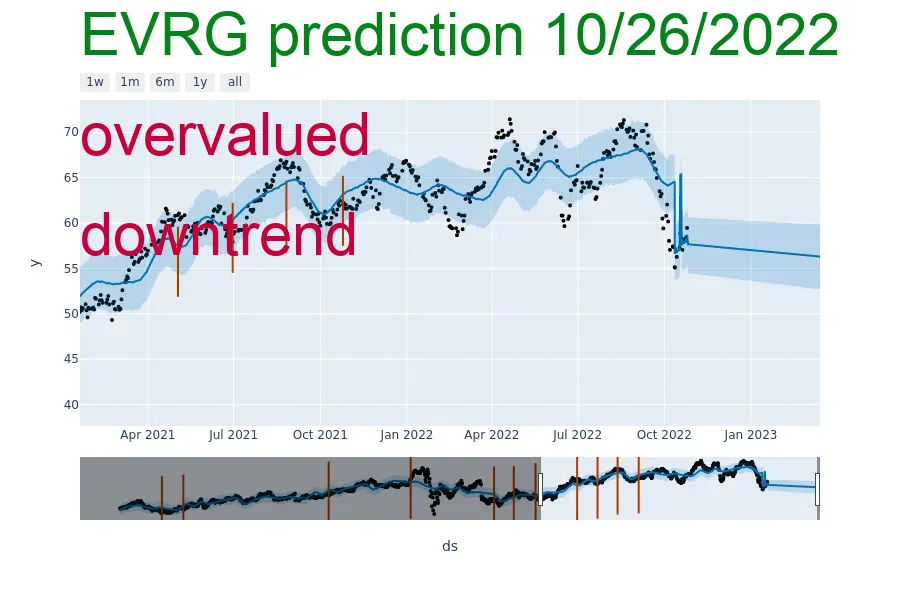 EVRG prediction 10/26/2022
1w 1m 6m 1y all
overvalued
downtrend
70
65
60
55
50
45
40
y
Apr 2021 Jul 2021 Oct 2021 Jan 2022 Apr 2022 Jul 2022 Oct 2022 Jan 2023
ds